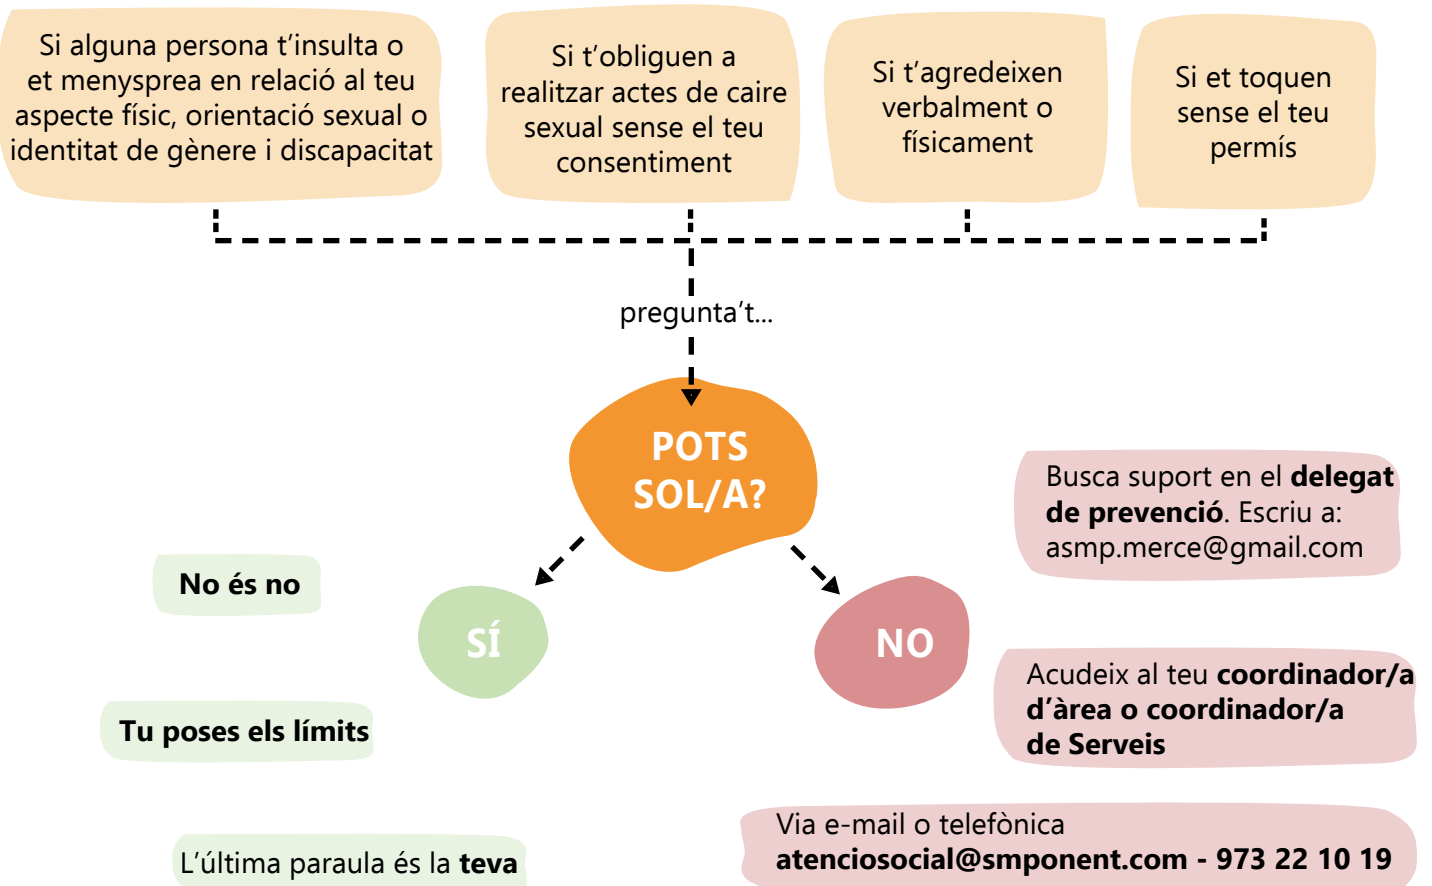 Si alguna persona t’insulta o
et menysprea en relació al teu
aspecte físic, orientació sexual o
identitat de gènere i discapacitat
Si t’obliguen a
realitzar actes de caire
sexual sense el teu
consentiment
Si t’agredeixen
verbalment o
físicament
Si et toquen
sense el teu
permís
pregunta’t...
POTS
SOL/A?
SÍ
No és no
Tu poses els límits
L’última paraula és la teva
NO
Busca suport en el delegat
de prevenció. Escriu a:
asmp.merce@gmail.com
Acudeix al teu coordinador/a
d’àrea o coordinador/a
de Serveis
Via e-mail o telefònica
atenciosocial@smponent.com - 973 22 10 19